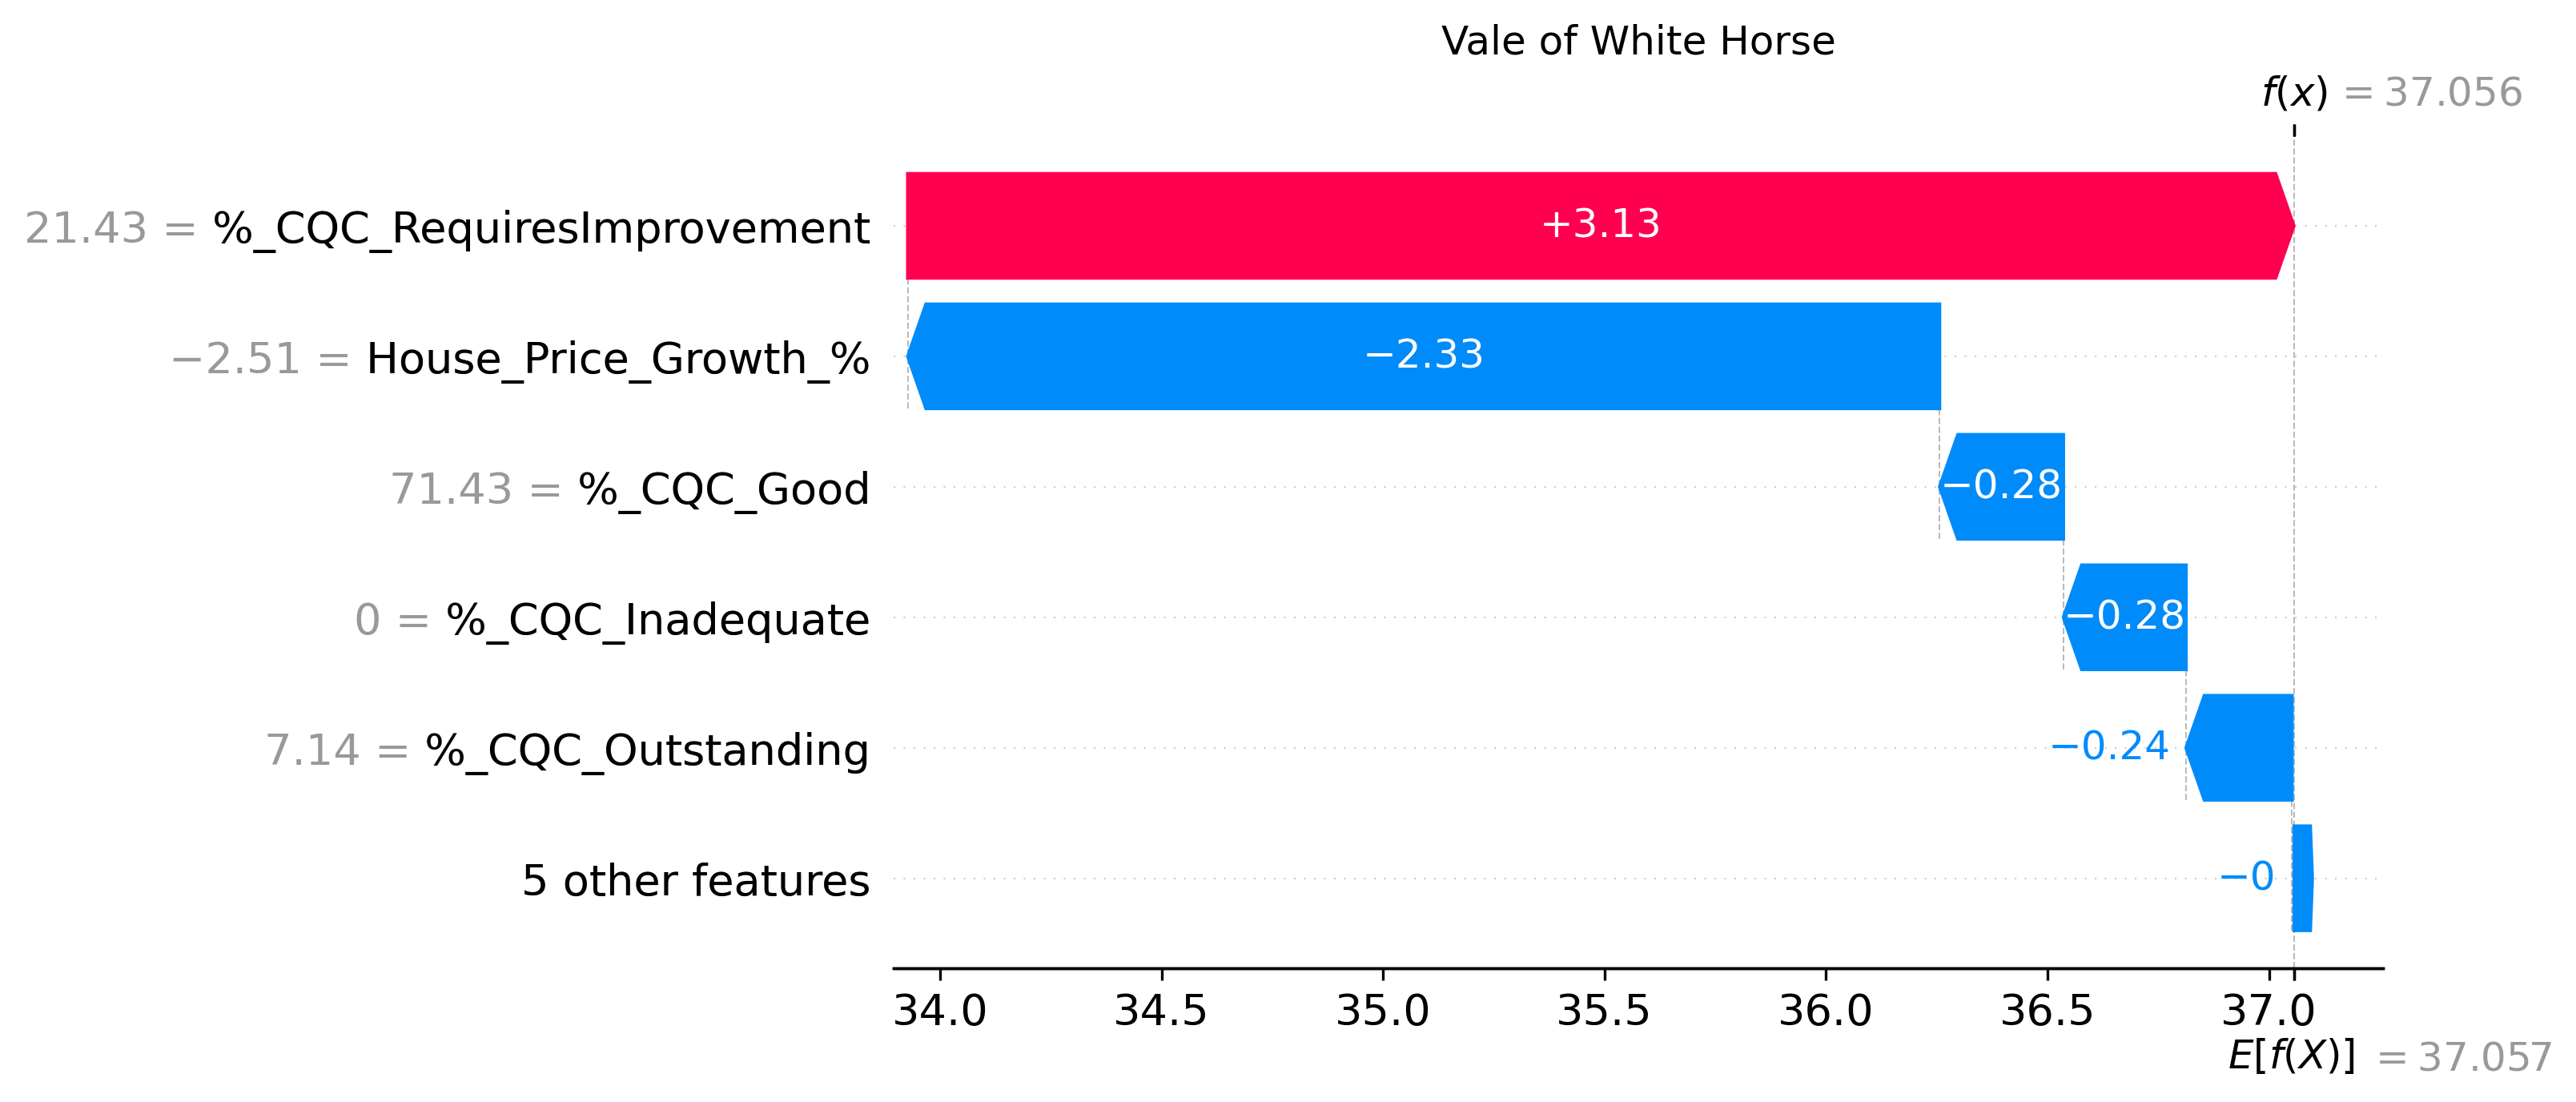 Vale of White Horse
f(x) = 37.056
21.43 = %_CQC_RequiresImprovement
+3.13
−2.51 = House_Price_Growth_%
−2.33
71.43 = %_CQC_Good
−0.28
0 = %_CQC_Inadequate
−0.28
7.14 = %_CQC_Outstanding
−0.24
5 other features
−0
34.0 34.5 35.0 35.5 36.0 36.5 37.0
E[f(X)] = 37.057